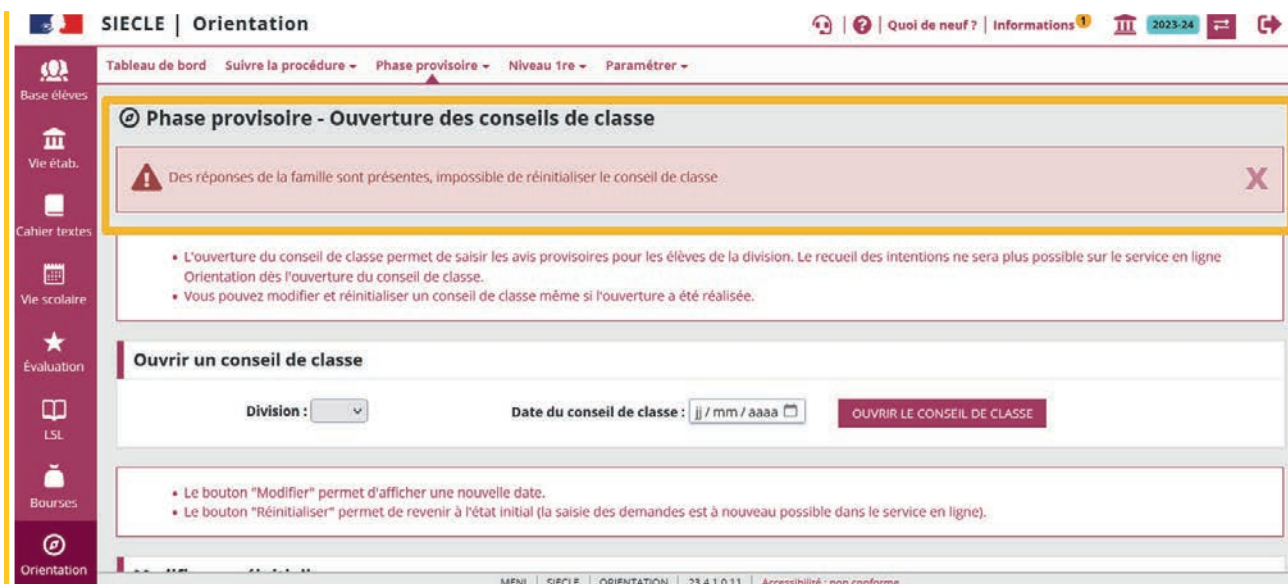 SIECLE | Orientation
| Quoi de neuf ? | Informations 1 2023-24
Tableau de bord Suivre la procédure Phase provisoire Niveau 1re Paramétrer
Base élèves
Vie étab.
Cahier textes
Vie scolaire
Évaluation
LSL
Bourses
Orientation
Phase provisoire - Ouverture des conseils de classe
Des réponses de la famille sont présentes, impossible de réinitialiser le conseil de classe X
• L'ouverture du conseil de classe permet de saisir les avis provisoires pour les élèves de la division. Le recueil des intentions ne sera plus possible sur le service en ligne
Orientation dès l'ouverture du conseil de classe.
• Vous pouvez modifier et réinitialiser un conseil de classe même si l'ouverture a été réalisée.
Ouvrir un conseil de classe
Division : Date du conseil de classe : jj / mm / aaaa OUVRIR LE CONSEIL DE CLASSE
• Le bouton "Modifier" permet d'afficher une nouvelle date.
• Le bouton "Réinitialiser" permet de revenir à l'état initial (la saisie des demandes est à nouveau possible dans le service en ligne).
MENJ | SIECLE | ORIENTATION | 23.4.1.0.11 | Accessibilité : non conforme